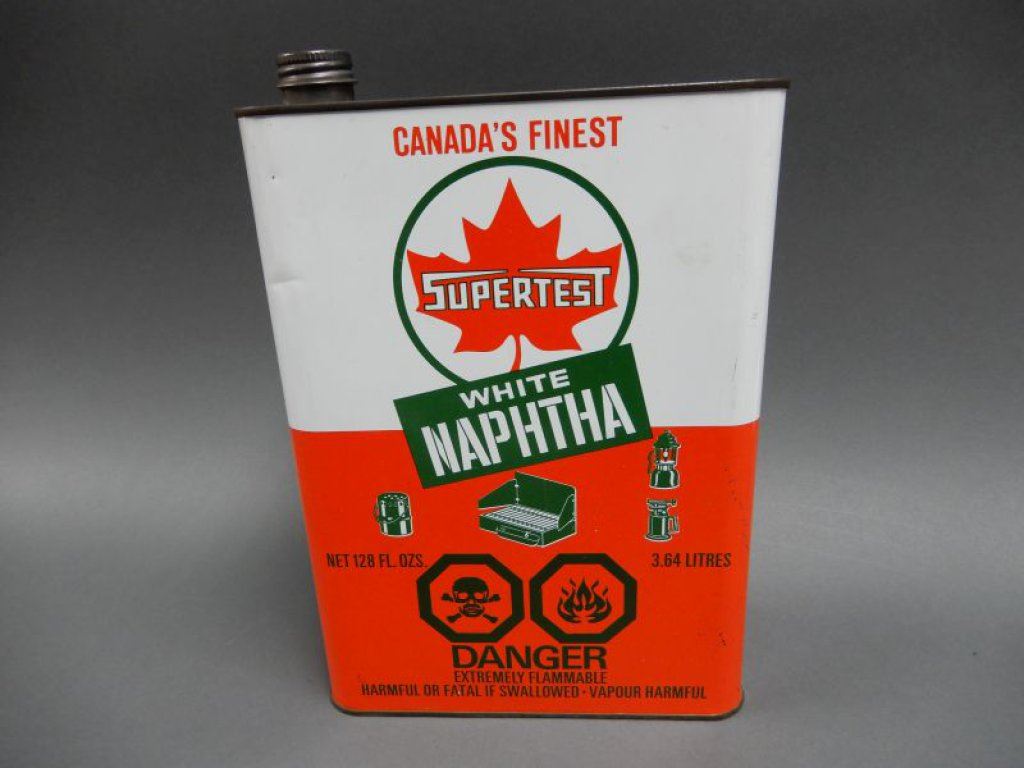 CANADA'S FINEST
SUPERTEST
WHITE
NAPHTHA
NET 128 FL. OZS.
3.64 LITRES
DANGER
EXTREMELY FLAMMABLE
HARMFUL OR FATAL IF SWALLOWED · VAPOUR HARMFUL